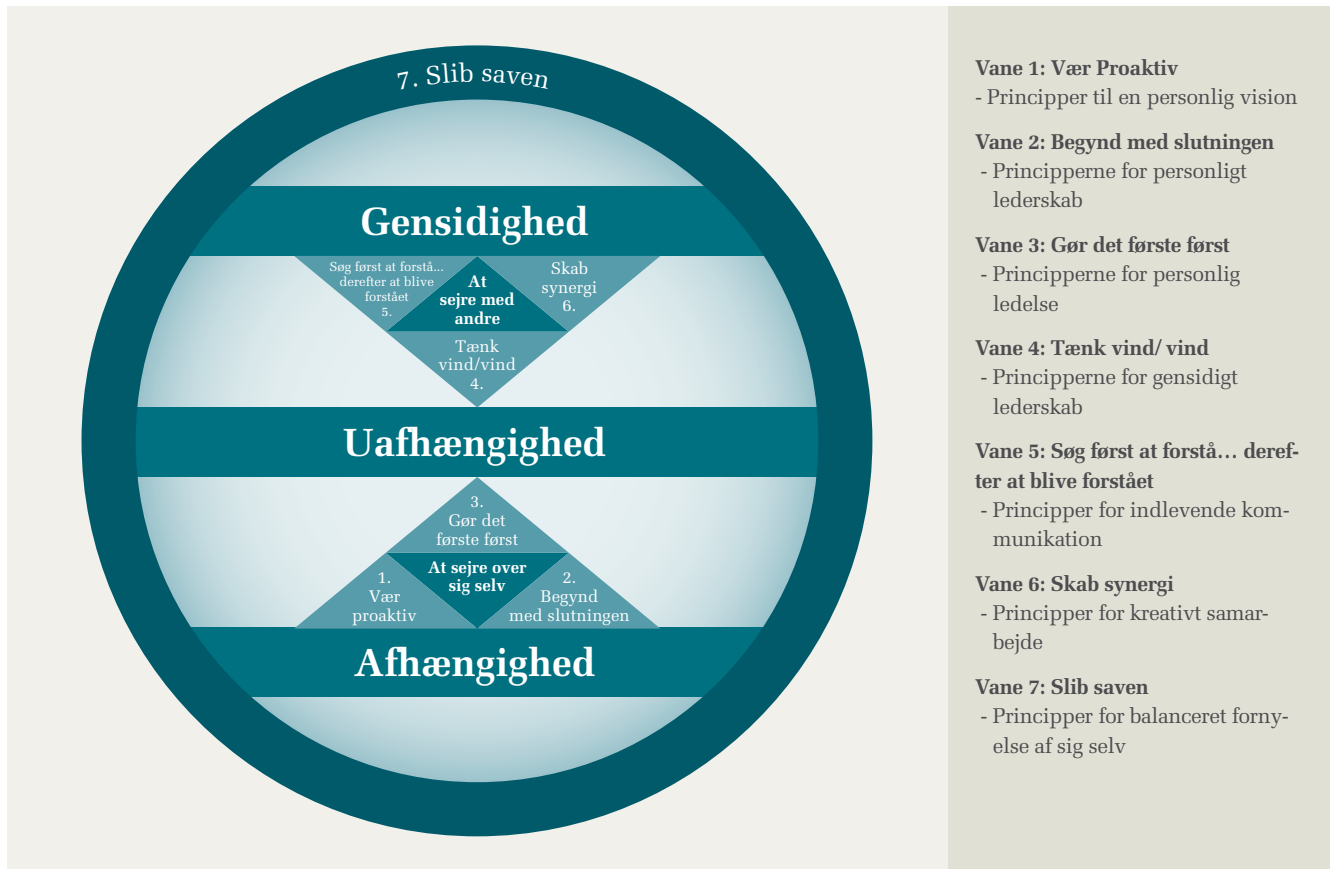 7. Slib saven
Gensidighed
Søg først at forstå...
derefter at blive
forstået
5.
At
sejre med
andre
Skab
synergi
6.
Tænk
vind/vind
4.
Uafhængighed
3.
Gør det
første først
At sejre over
sig selv
1.
Vær
proaktiv
2.
Begynd
med slutningen
Afhængighed
Vane 1: Vær Proaktiv
- Principper til en personlig vision
Vane 2: Begynd med slutningen
- Principperne for personligt
lederskab
Vane 3: Gør det første først
- Principperne for personlig
ledelse
Vane 4: Tænk vind/ vind
- Principperne for gensidigt
lederskab
Vane 5: Søg først at forstå... deref-
ter at blive forstået
- Principper for indlevende kom-
munikation
Vane 6: Skab synergi
- Principper for kreativt samar-
bejde
Vane 7: Slib saven
- Principper for balanceret forny-
else af sig selv